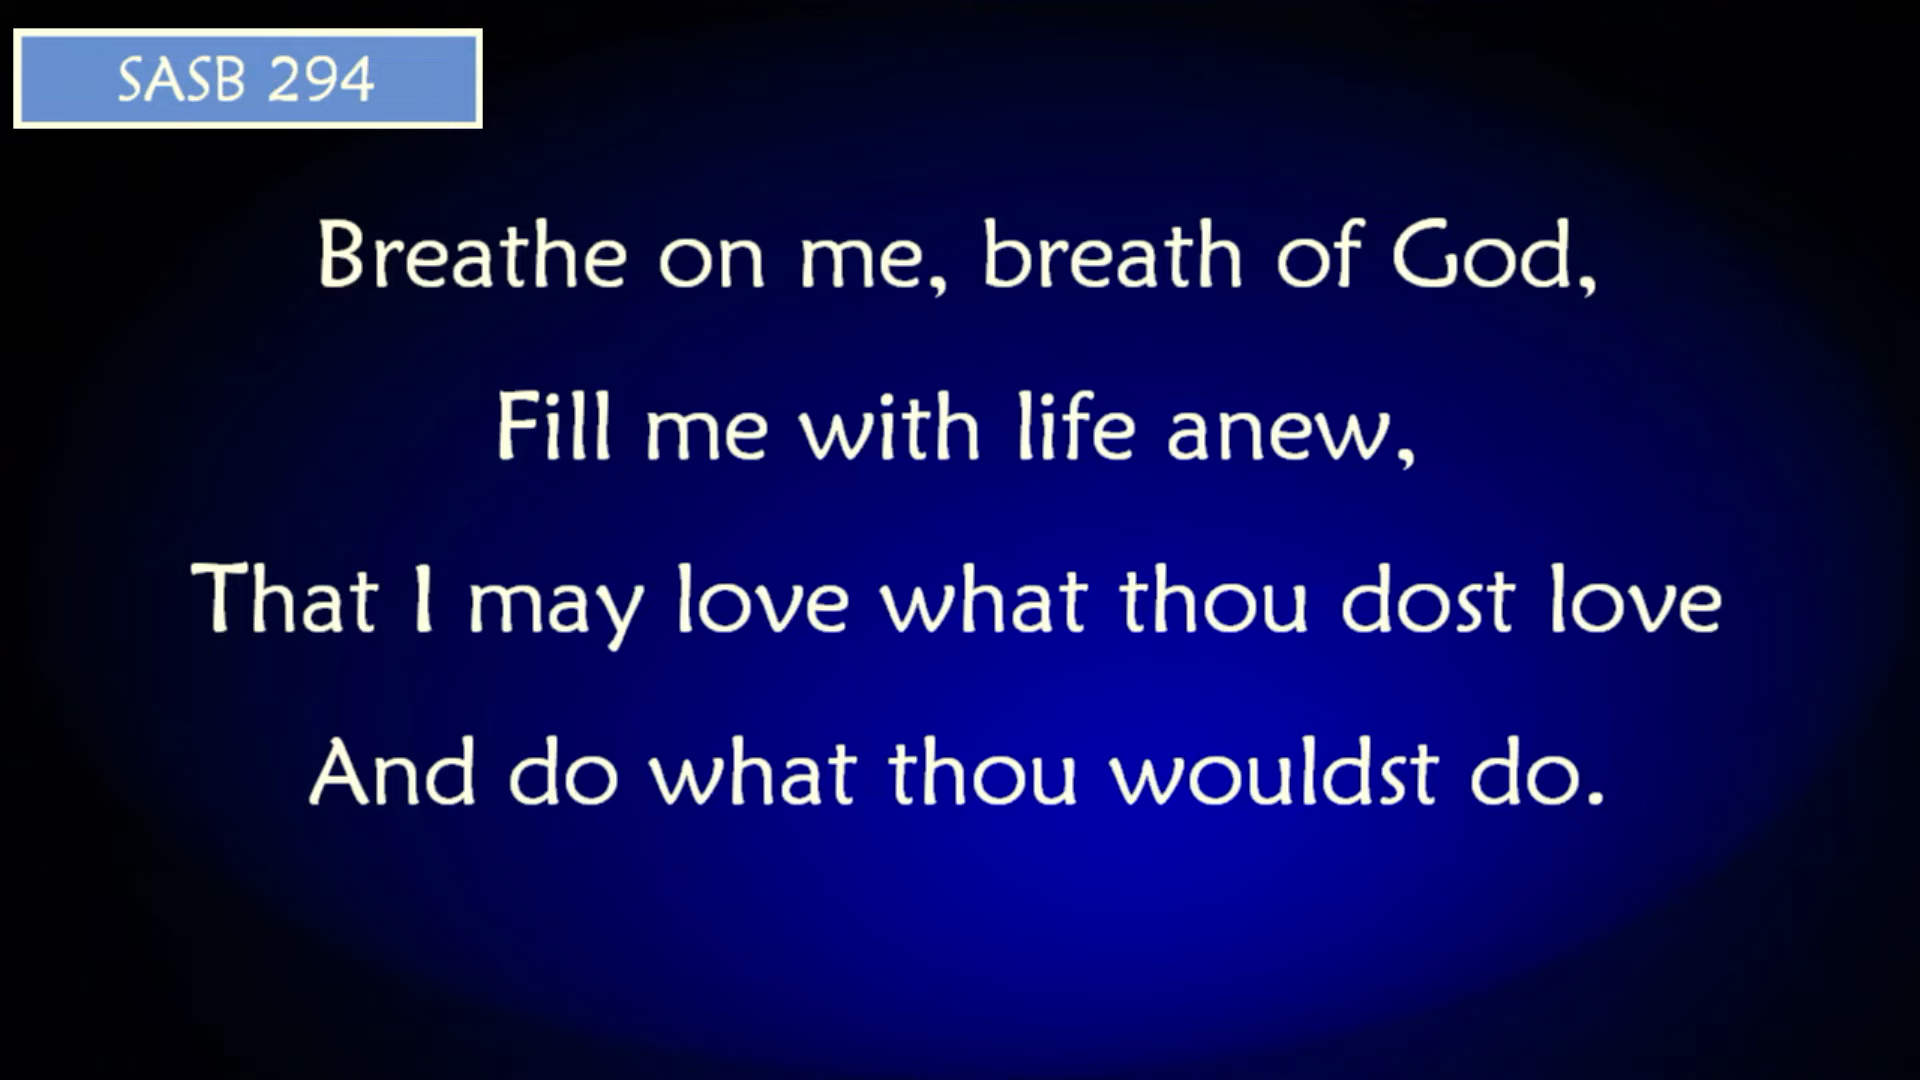 SASB 294
Breathe on me, breath of God,
Fill me with life anew,
That I may love what thou dost love
And do what thou wouldst do.